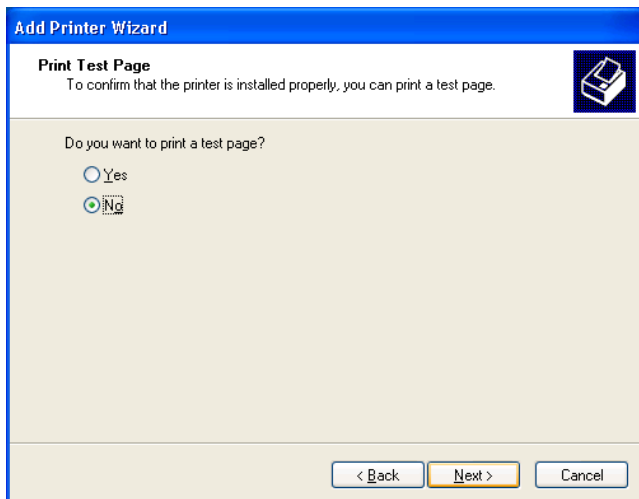 Add Printer Wizard
Print Test Page
To confirm that the printer is installed properly, you can print a test page.
Do you want to print a test page?
Yes
No
< Back
Next >
Cancel